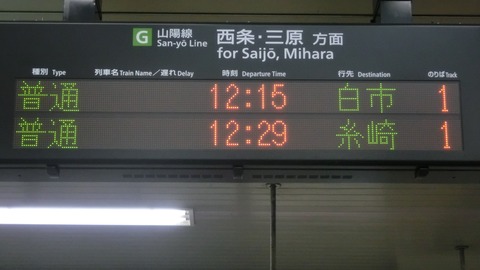 G 山陽線 San-yō Line 西条・三原 方面
for Saijō, Mihara
種別 Type 列車名 Train Name/遅れ Delay 時刻 Departure Time 行先 Destination のりば Track
普通 12:15 白市 1
普通 12:29 糸崎 1